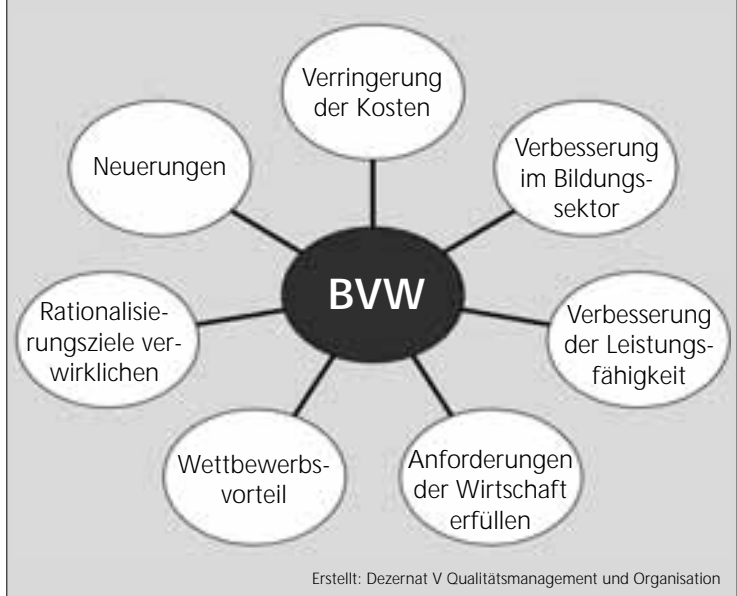 Verringerung
der Kosten
Neuerungen
Verbesserung
im Bildungs-
sektor
BVW
Rationalisie-
rungsziele ver-
wirklichen
Verbesserung
der Leistungs-
fähigkeit
Wettbewerbs-
vorteil
Anforderungen
der Wirtschaft
erfüllen
Erstellt: Dezernat V Qualitätsmanagement und Organisation